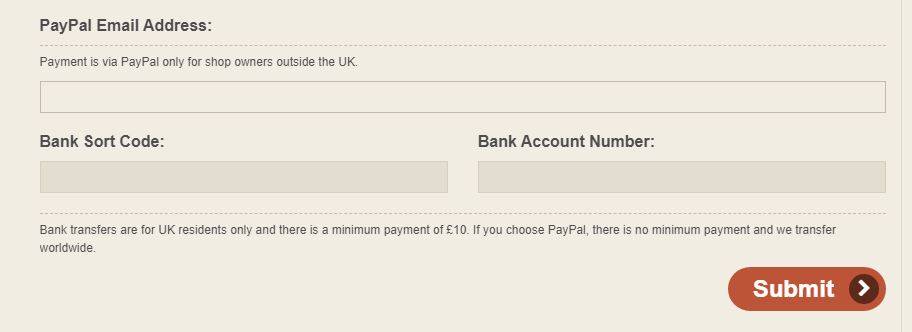 PayPal Email Address:
Payment is via PayPal only for shop owners outside the UK.
Bank Sort Code:
Bank Account Number:
Bank transfers are for UK residents only and there is a minimum payment of £10. If you choose PayPal, there is no minimum payment and we transfer
worldwide.
Submit